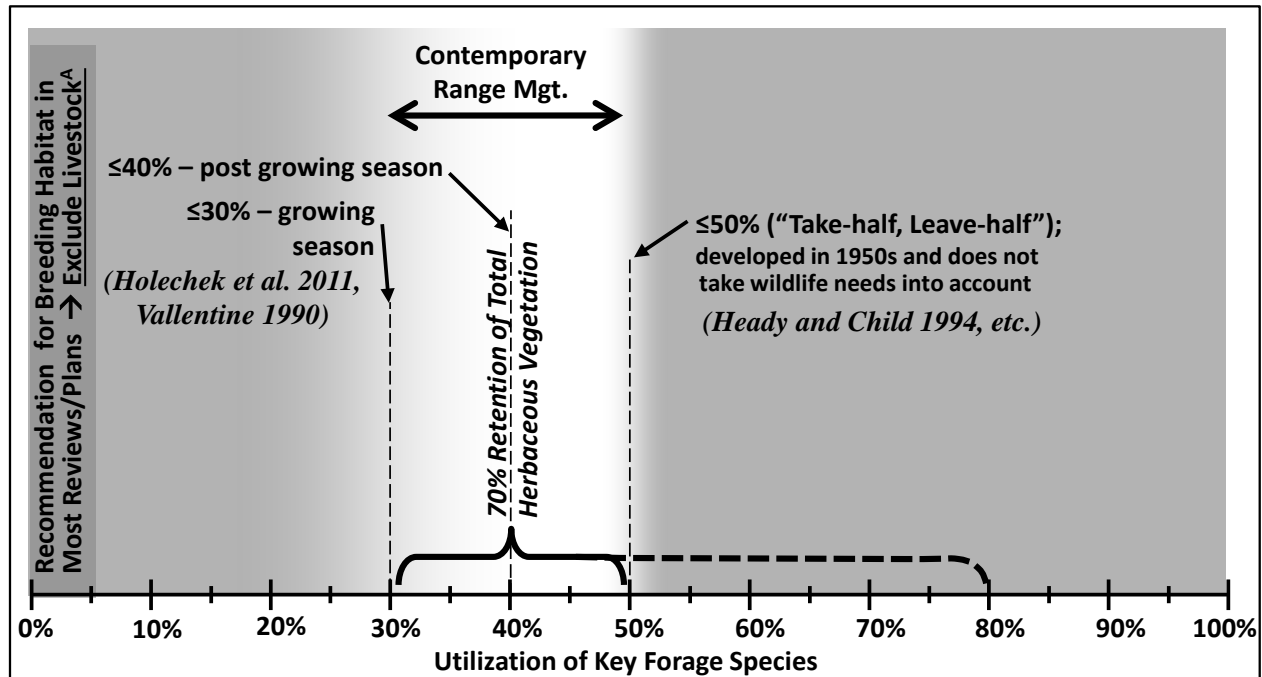 Recommendation for Breeding Habitat in
Most Reviews/Plans → Exclude Livestockᴬ
Contemporary
Range Mgt.
≤40% – post growing season
≤30% – growing
season
(Holechek et al. 2011,
Vallentine 1990)
70% Retention of Total
Herbaceous Vegetation
≤50% (“Take-half, Leave-half”);
developed in 1950s and does not
take wildlife needs into account
(Heady and Child 1994, etc.)
0% 10% 20% 30% 40% 50% 60% 70% 80% 90% 100%
Utilization of Key Forage Species